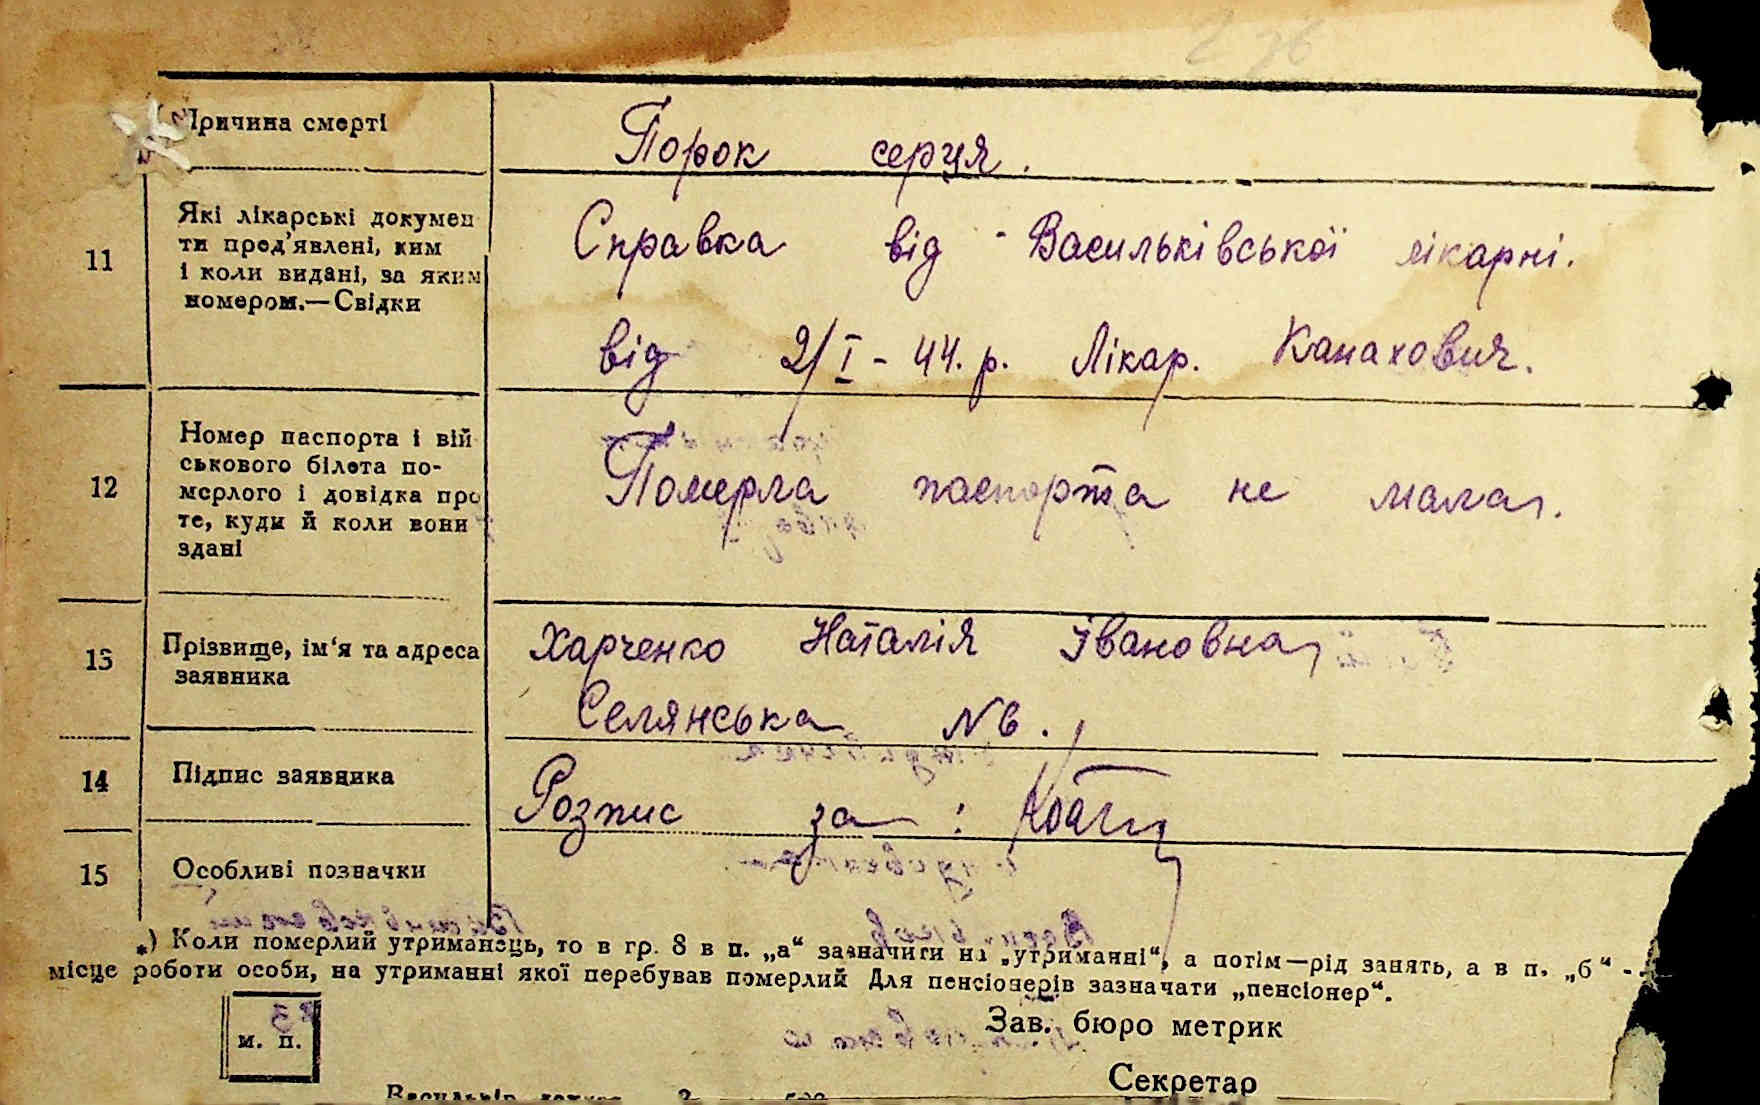 236
Причина смерті
Порок серця.
11
Які лікарські докумен
ти пред'явлені, ким
і коли видані, за яким
номером.—Свідки
Справка від Васильківської лікарні.
від 2/I - 44. р. Лікар. Канахович.
12
Номер паспорта і вій
ськового білета по-
мерлого і довідка про
те, куди й коли вони
здані
Померла паспорта не мала.
13
Прізвище, ім'я та адреса
заявника
Харченко Наталія Івановна,
Селянська N 6.
14
Підпис заявника
Розпис за:
15
Особливі позначки
*) Коли померлий утриманець, то в гр. 8 в п. „а“ зазначити на „утриманні“, а потім—рід занять, а в п. „б“ -
місце роботи особи, на утриманні якої перебував померлий Для пенсіонерів зазначати „пенсіонер“.
м. п.
Зав. бюро метрик
Секретар